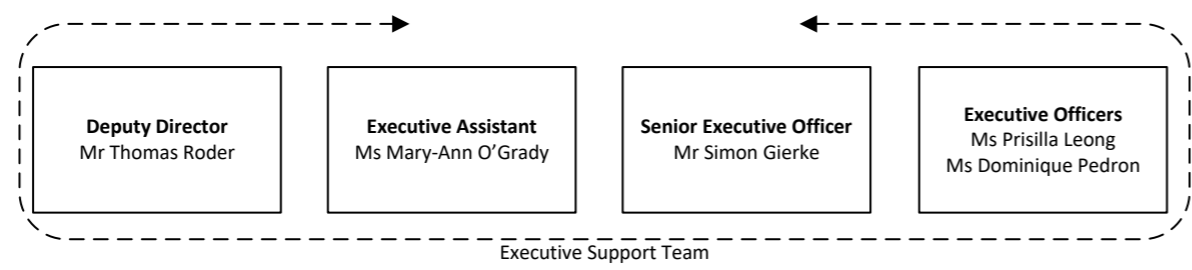 Deputy Director
Mr Thomas Roder
Executive Assistant
Ms Mary-Ann O’Grady
Senior Executive Officer
Mr Simon Gierke
Executive Officers
Ms Prisilla Leong
Ms Dominique Pedron
Executive Support Team